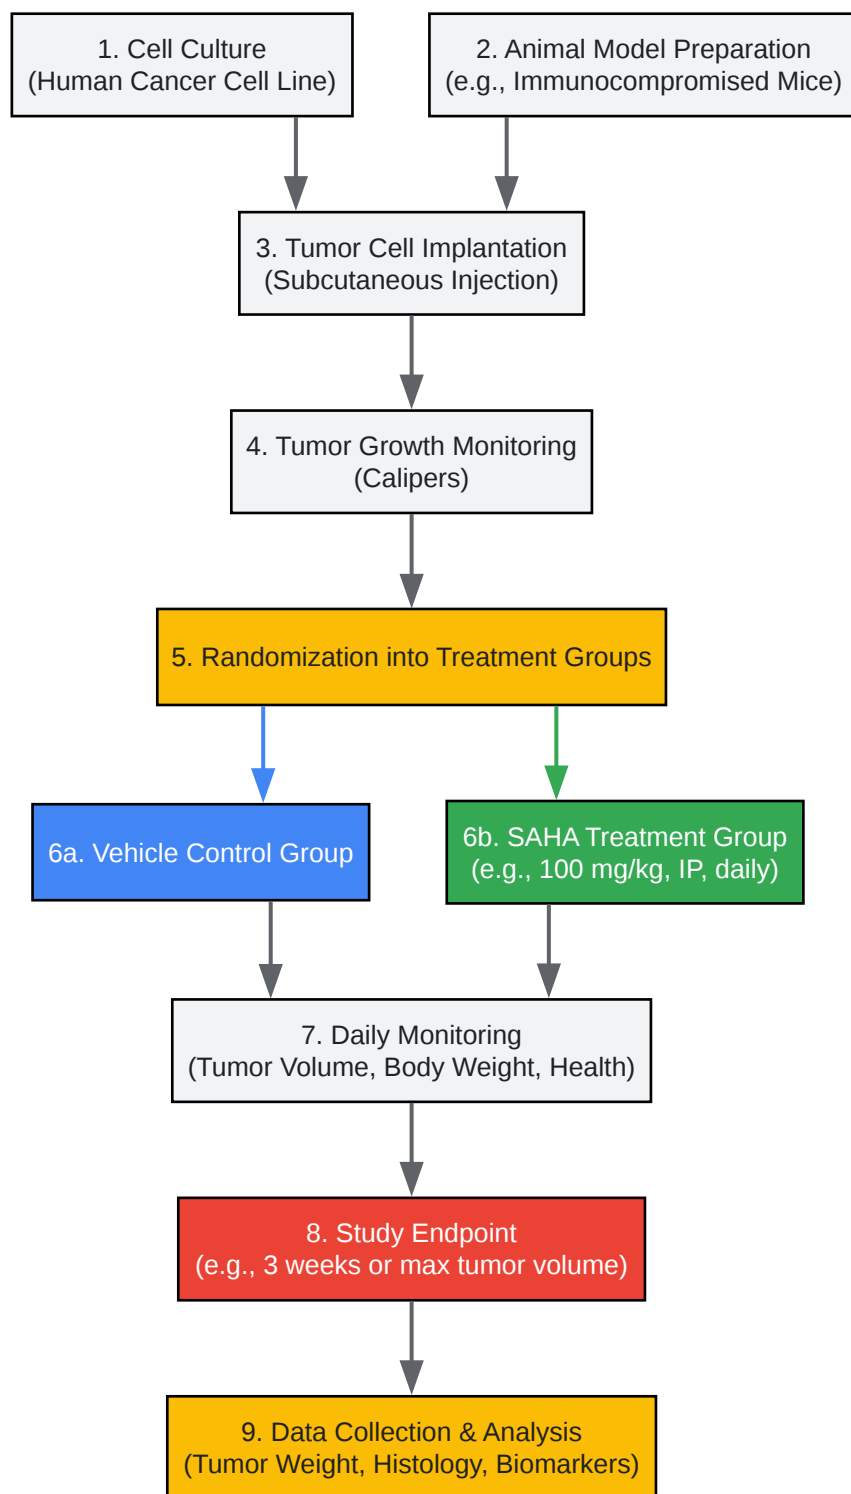 1. Cell Culture
(Human Cancer Cell Line)
2. Animal Model Preparation
(e.g., Immunocompromised Mice)
3. Tumor Cell Implantation
(Subcutaneous Injection)
4. Tumor Growth Monitoring
(Calipers)
5. Randomization into Treatment Groups
6a. Vehicle Control Group
6b. SAHA Treatment Group
(e.g., 100 mg/kg, IP, daily)
7. Daily Monitoring
(Tumor Volume, Body Weight, Health)
8. Study Endpoint
(e.g., 3 weeks or max tumor volume)
9. Data Collection & Analysis
(Tumor Weight, Histology, Biomarkers)